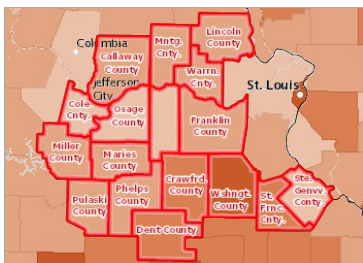 Lincoln
County
Columbia
Mntg.
Cnty.
Callaway
County
Warrn.
Cnty.
Jefferson
City
St. Louis
Cole
Cnty.
Osage
County
Franklin
County
Miller
County
Maries
County
Crawfrd.
County
Wshngt.
County
Ste.
Genvv.
Conty.
Phelps
County
Pulaski
County
St.
Frnc.
Cnty.
Dent County